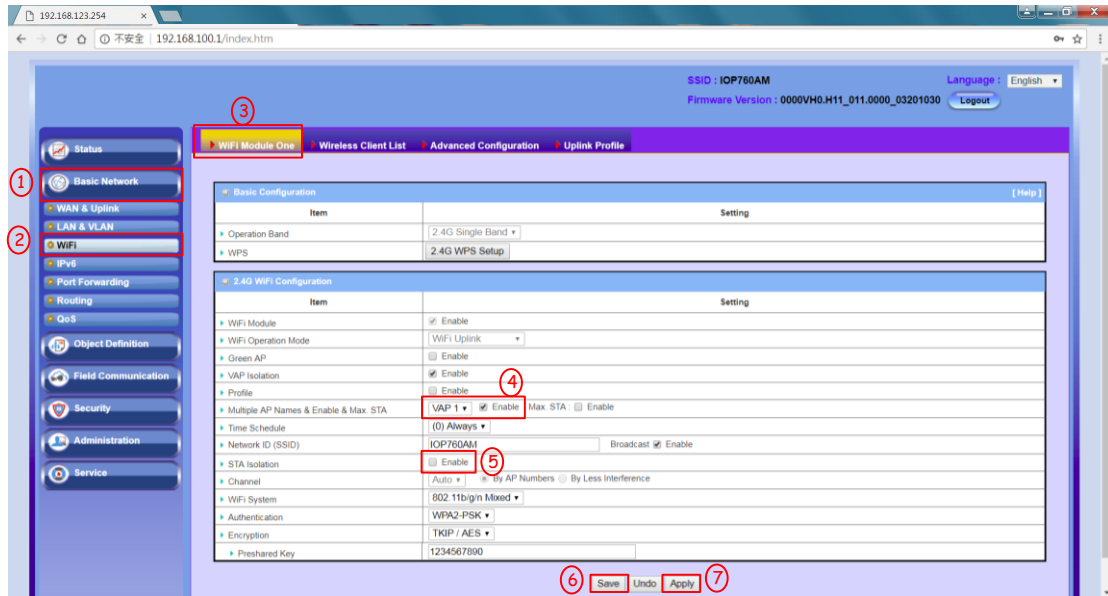 192.168.123.254
不安全 192.168.100.1/index.htm
SSID : IOP760AM Language : English
Firmware Version : 0000VH0.H11_011.0000_03201030 Logout
3
WiFi Module One Wireless Client List Advanced Configuration Uplink Profile
Status
1 Basic Network
WAN & Uplink
LAN & VLAN
2 WiFi
IPv6
Port Forwarding
Routing
QoS
Object Definition
Field Communication
Security
Administration
Service
Basic Configuration [ Help ]
Item Setting
Operation Band 2.4G Single Band
WPS 2.4G WPS Setup
2.4G WiFi Configuration
Item Setting
WiFi Module Enable
WiFi Operation Mode WiFi Uplink
Green AP Enable
VAP Isolation Enable
Profile Enable
4
Multiple AP Names & Enable & Max. STA VAP 1 Enable Max. STA : Enable
Time Schedule (0) Always
Network ID (SSID) IOP760AM Broadcast Enable
STA Isolation Enable 5
Channel Auto By AP Numbers By Less Interference
WiFi System 802.11b/g/n Mixed
Authentication WPA2-PSK
Encryption TKIP / AES
Preshared Key 1234567890
6 Save Undo Apply 7